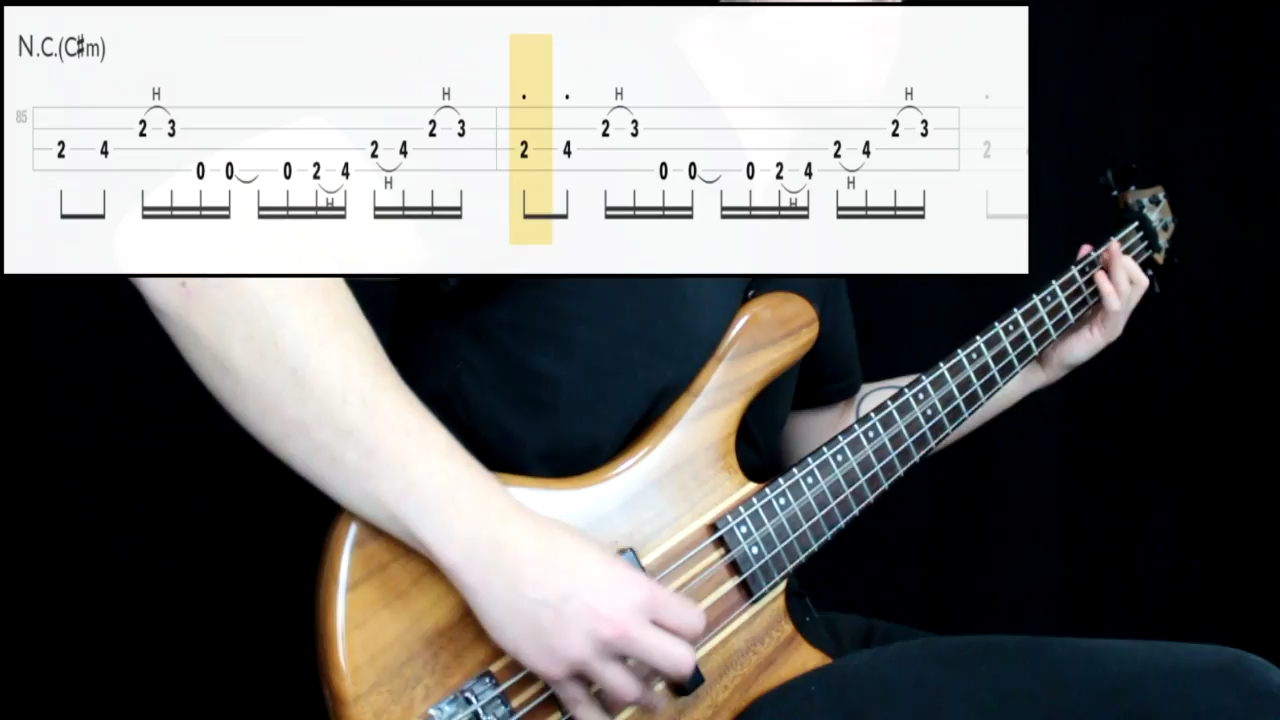 N.C.(C#m)
H H H H
85
2 3 2 3 2 3 2 3
2 4 2 4 2 4 2 4 2
0 0 0 2 4 0 0 0 2 4
H H
H H